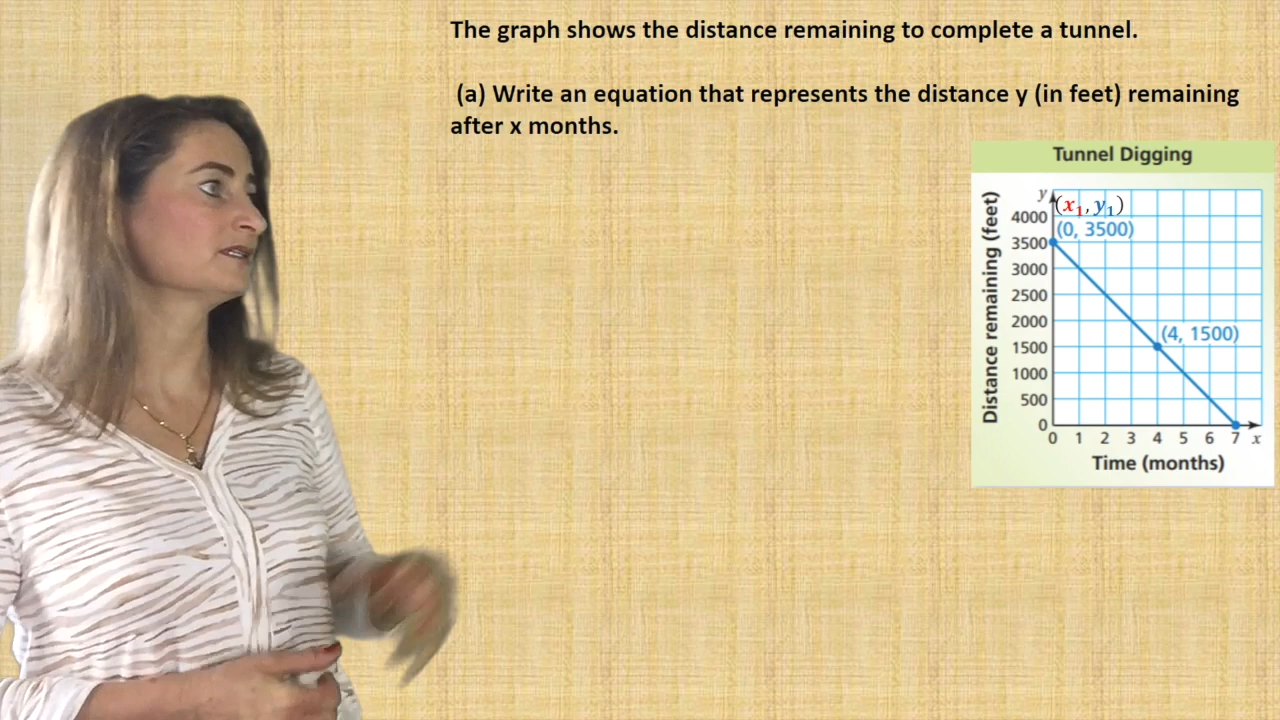 The graph shows the distance remaining to complete a tunnel.
(a) Write an equation that represents the distance y (in feet) remaining
after x months.
Tunnel Digging
Distance remaining (feet)
y
(x₁, y₁)
(0, 3500)
4000
3500
3000
2500
2000
1500
1000
500
0
(4, 1500)
0 1 2 3 4 5 6 7 x
Time (months)